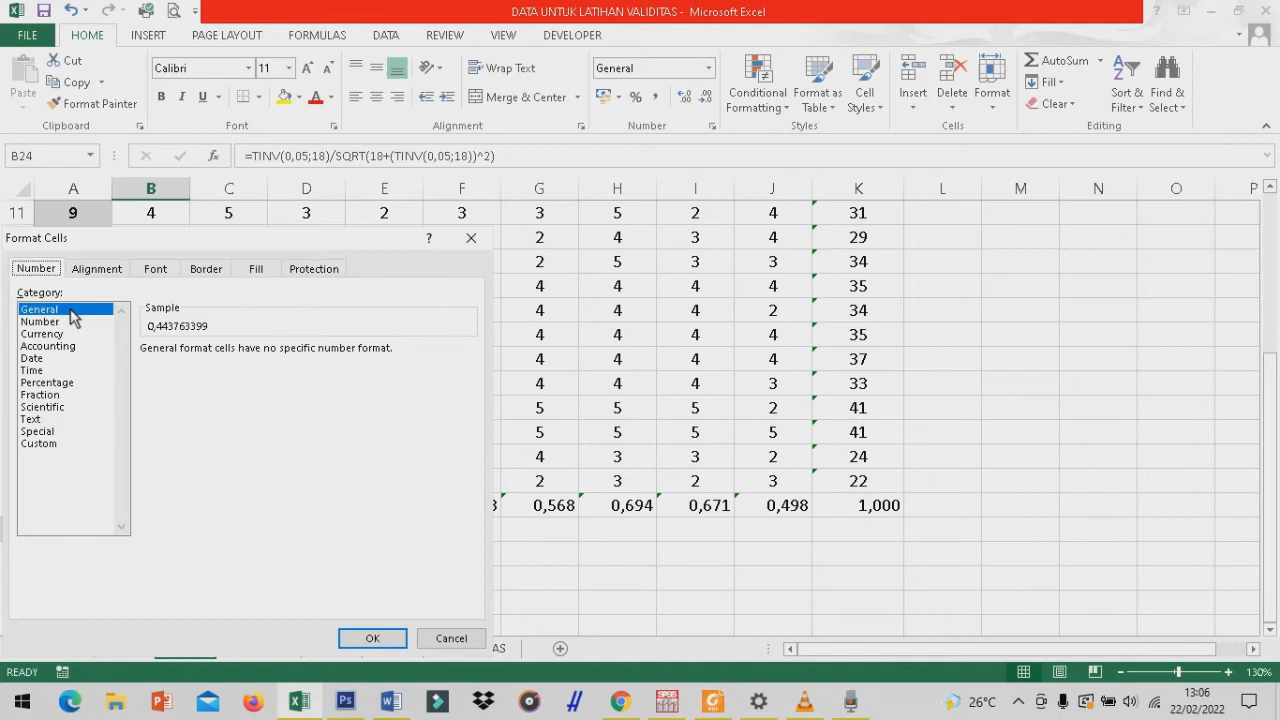 DATA UNTUK LATIHAN VALIDITAS - Microsoft Excel
FILE HOME INSERT PAGE LAYOUT FORMULAS DATA REVIEW VIEW DEVELOPER
Paste
Cut
Copy
Format Painter
Clipboard
Calibri 11
B I U
Font
Wrap Text
Merge & Center
Alignment
General
Number
Conditional Formatting
Format as Table
Cell Styles
Styles
Insert Delete Format
Cells
AutoSum
Fill
Clear
Sort & Filter
Find & Select
Editing
B24 =TINV(0,05;18)/SQRT(18+(TINV(0,05;18))^2)
A B C D E F G H I J K L M N O P
11 9 4 5 3 2 3 3 5 2 4 31
2 4 3 4 29
2 5 3 3 34
4 4 4 4 35
4 4 4 2 34
4 4 4 4 35
4 4 4 4 37
4 4 4 3 33
5 5 5 2 41
5 5 5 5 41
4 3 3 2 24
2 3 2 3 22
3 0,568 0,694 0,671 0,498 1,000
Format Cells ?
Number Alignment Font Border Fill Protection
Category:
General
Number
Currency
Accounting
Date
Time
Percentage
Fraction
Scientific
Text
Special
Custom
Sample
0,443763399
General format cells have no specific number format.
OK Cancel
AS
READY 130%
26°C 13:06
22/02/2022